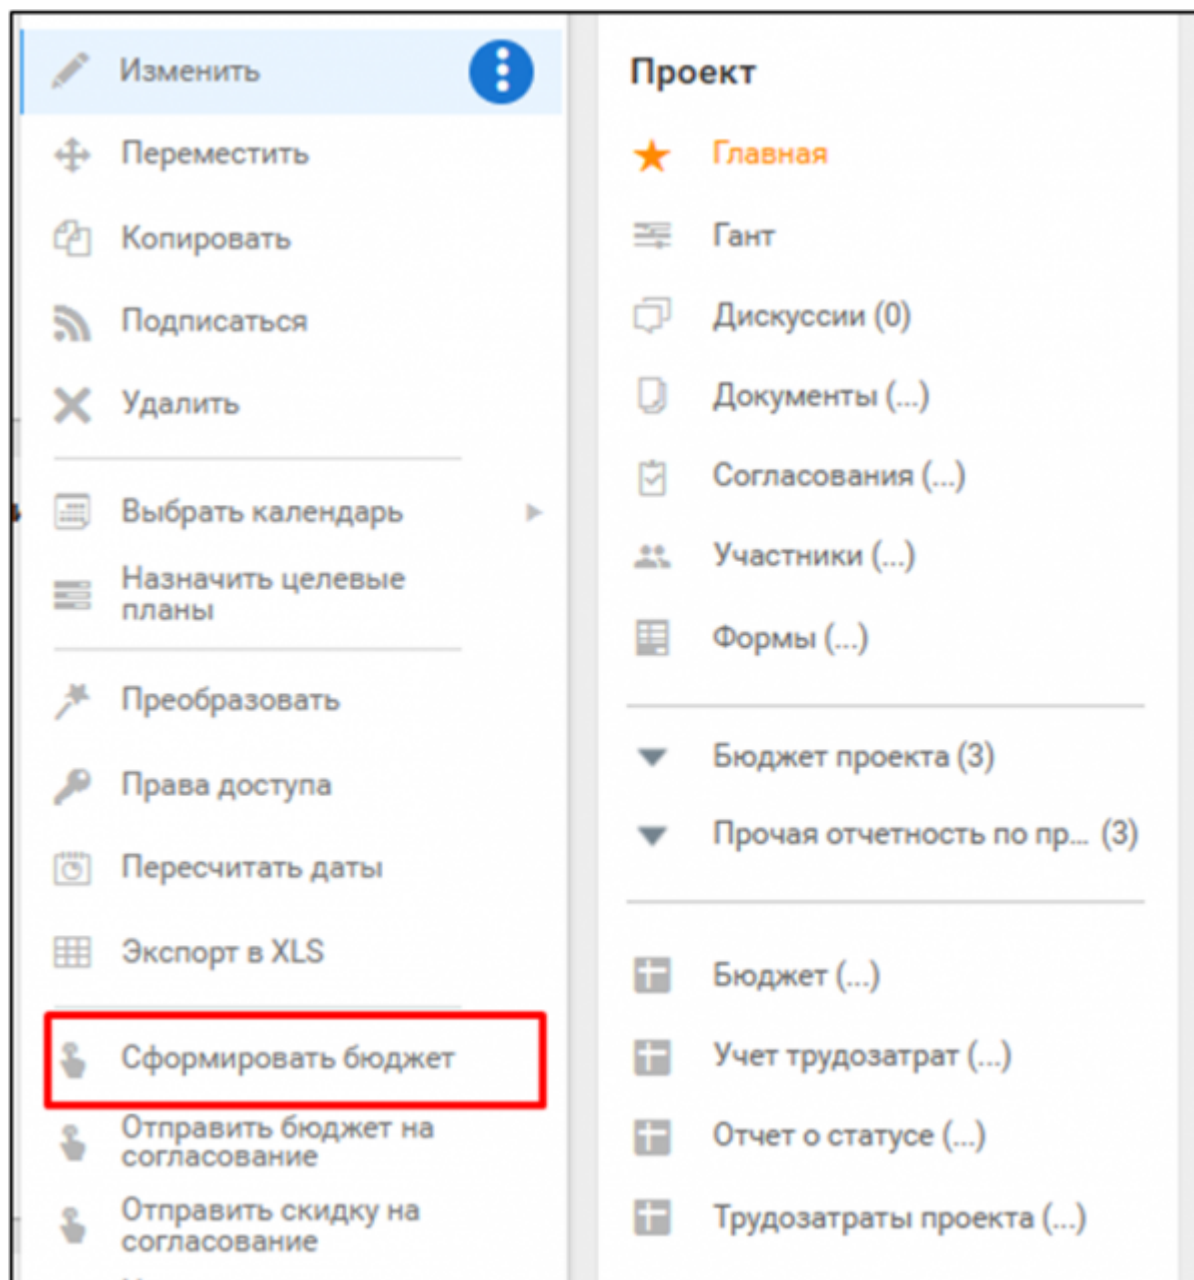 Изменить
Переместить
Копировать
Подписаться
Удалить
Выбрать календарь
Назначить целевые
планы
Преобразовать
Права доступа
Пересчитать даты
Экспорт в XLS
Сформировать бюджет
Отправить бюджет на
согласование
Отправить скидку на
согласование
Проект
Главная
Гант
Дискуссии (0)
Документы (...)
Согласования (...)
Участники (...)
Формы (...)
Бюджет проекта (3)
Прочая отчетность по пр... (3)
Бюджет (...)
Учет трудозатрат (...)
Отчет о статусе (...)
Трудозатраты проекта (...)